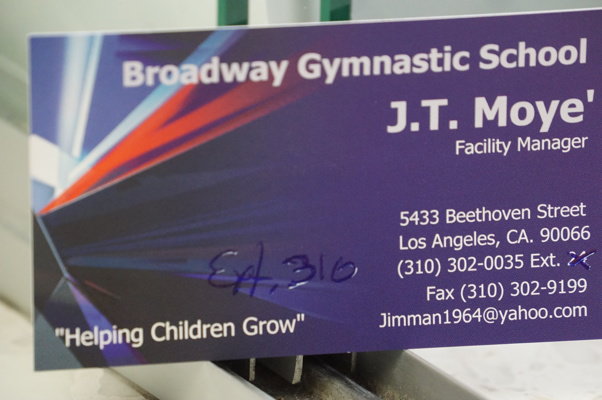 Broadway Gymnastic School
J.T. Moye'
Facility Manager
5433 Beethoven Street
Los Angeles, CA. 90066
(310) 302-0035 Ext.
Ext. 310
Fax (310) 302-9199
Jimman1964@yahoo.com
"Helping Children Grow"